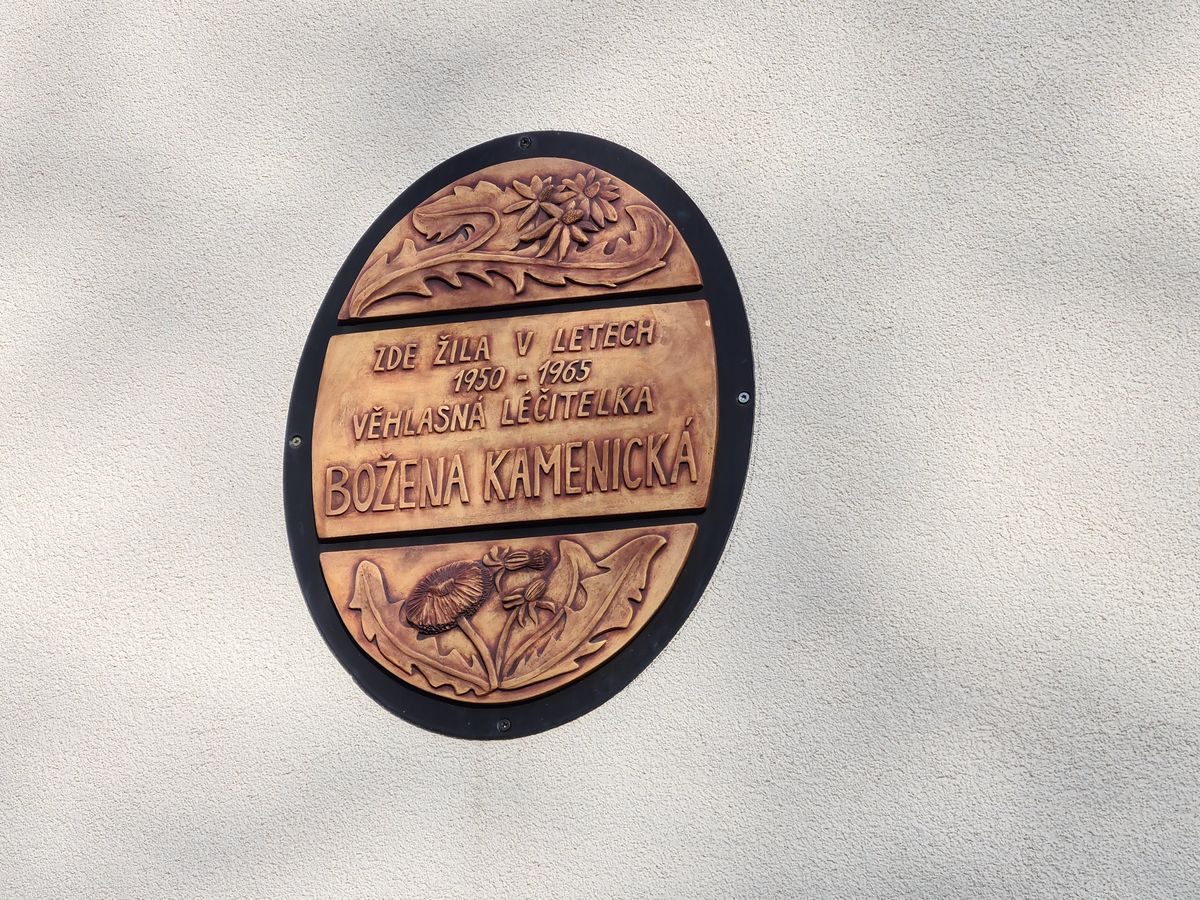 ZDE ŽILA V LETECH
1950 - 1965
VĚHLASNÁ LÉČITELKA
BOŽENA KAMENICKÁ